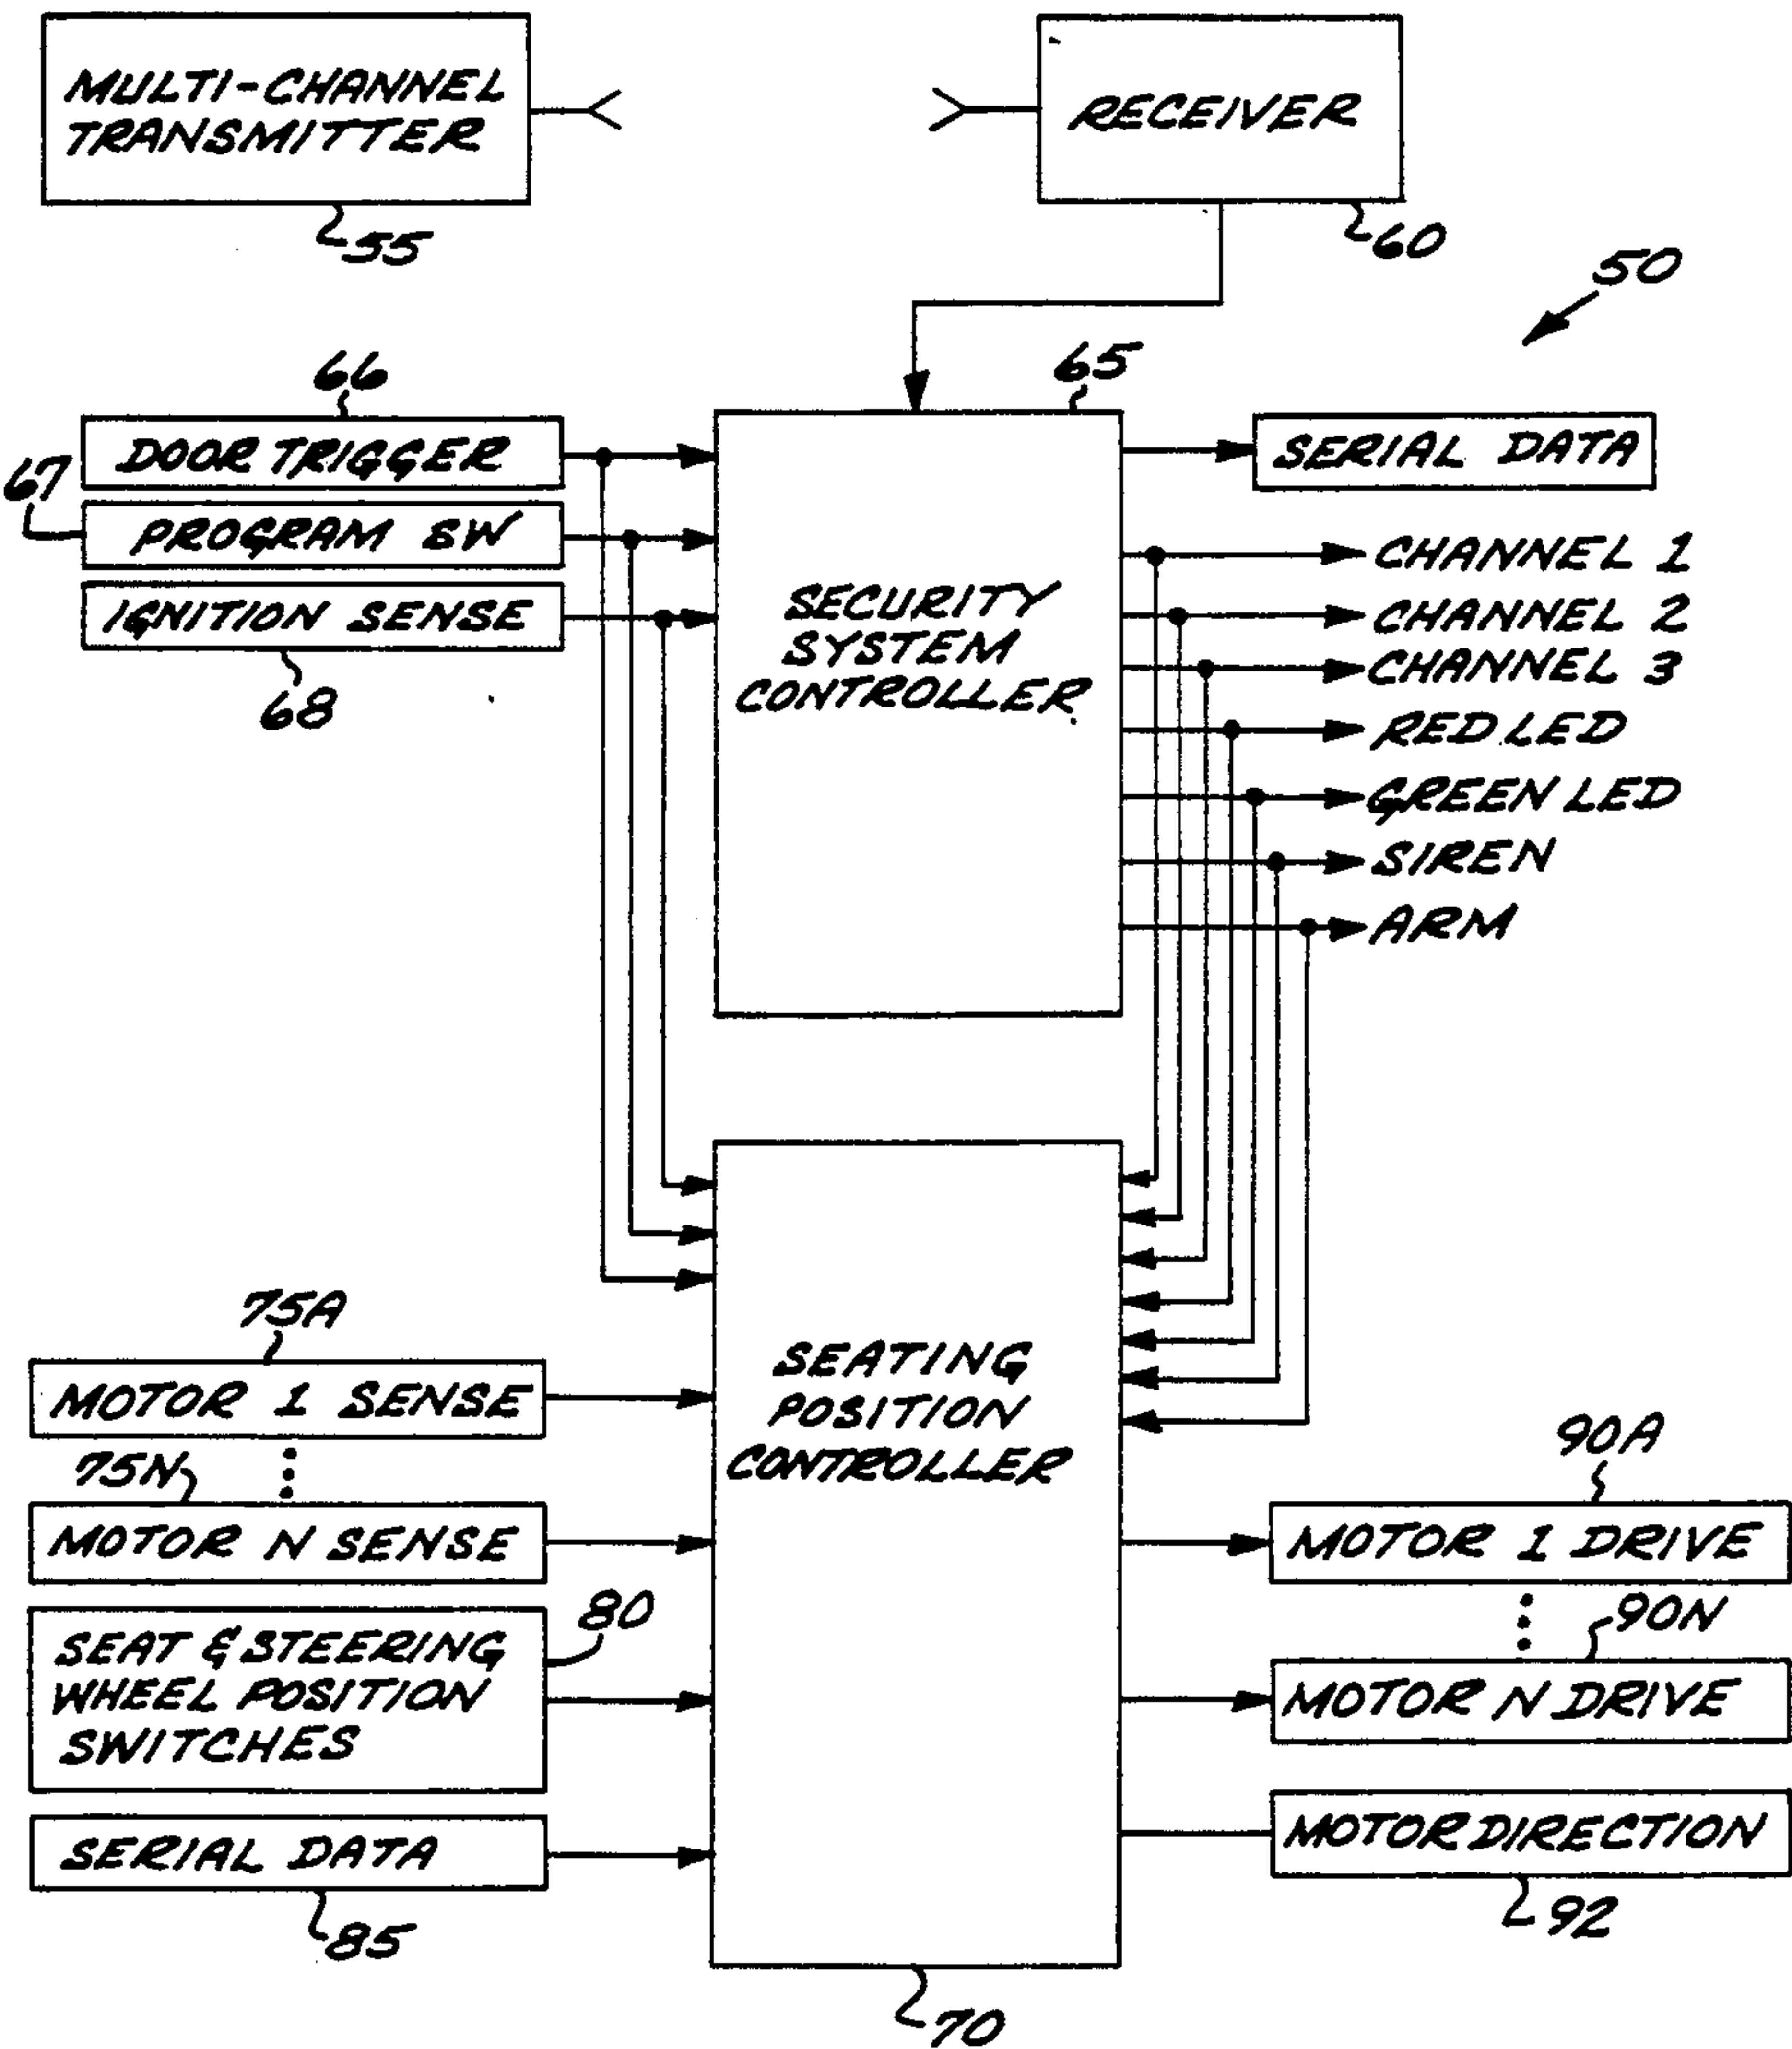 MULTI-CHANNEL
TRANSMITTER
55
RECEIVER
60
50
66
DOOR TRIGGER
67
PROGRAM SW
IGNITION SENSE
68
65
SECURITY
SYSTEM
CONTROLLER
SERIAL DATA
CHANNEL 1
CHANNEL 2
CHANNEL 3
RED LED
GREEN LED
SIREN
ARM
75A
MOTOR 1 SENSE
75N
MOTOR N SENSE
80
SEAT & STEERING
WHEEL POSITION
SWITCHES
SERIAL DATA
85
SEATING
POSITION
CONTROLLER
70
90A
MOTOR 1 DRIVE
90N
MOTOR N DRIVE
MOTOR DIRECTION
92